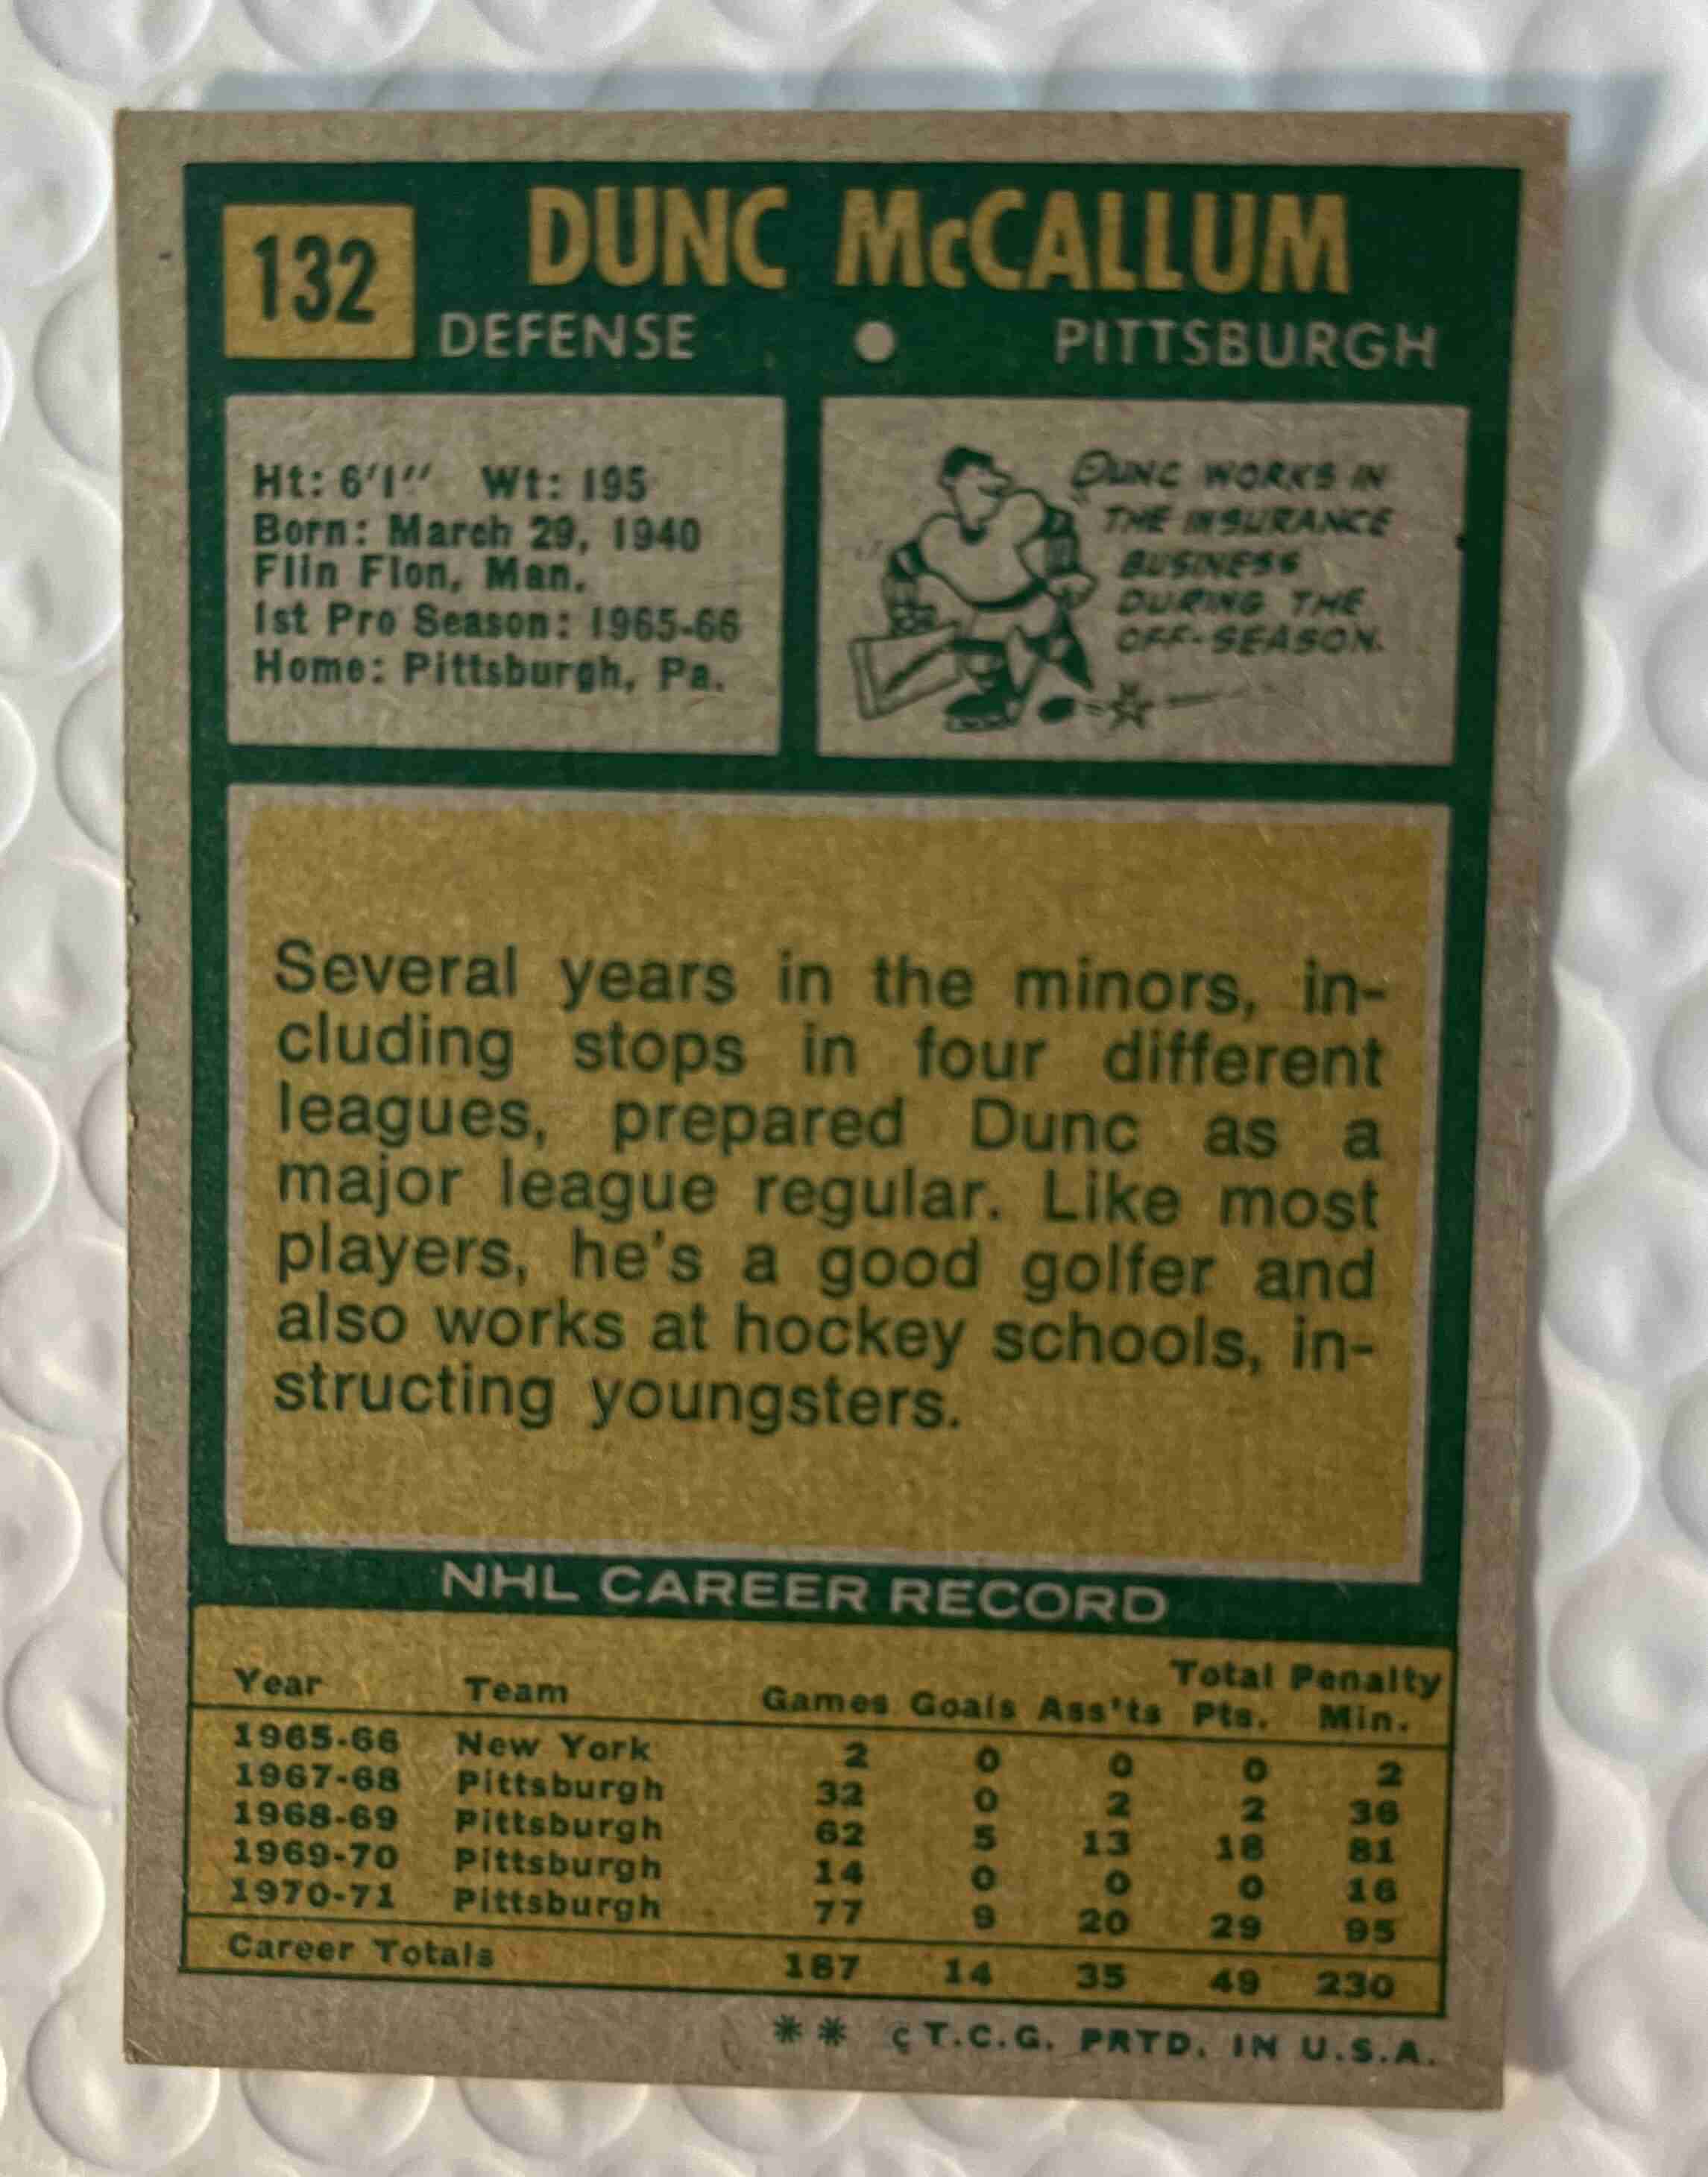 132
DUNC McCALLUM
DEFENSE • PITTSBURGH
Ht: 6'1" Wt: 195
Born: March 29, 1940
Flin Flon, Man.
1st Pro Season: 1965-66
Home: Pittsburgh, Pa.
DUNC WORKS IN
THE INSURANCE
BUSINESS
DURING THE
OFF-SEASON.
Several years in the minors, in-
cluding stops in four different
leagues, prepared Dunc as a
major league regular. Like most
players, he's a good golfer and
also works at hockey schools, in-
structing youngsters.
NHL CAREER RECORD
Year Team Games Goals Ass'ts Total Pts. Penalty Min.
1965-66 New York 2 0 0 0 2
1967-68 Pittsburgh 32 0 2 2 36
1968-69 Pittsburgh 62 5 13 18 81
1969-70 Pittsburgh 14 0 0 0 16
1970-71 Pittsburgh 77 9 20 29 95
Career Totals 187 14 35 49 230
** © T.C.G. PRTD. IN U.S.A.